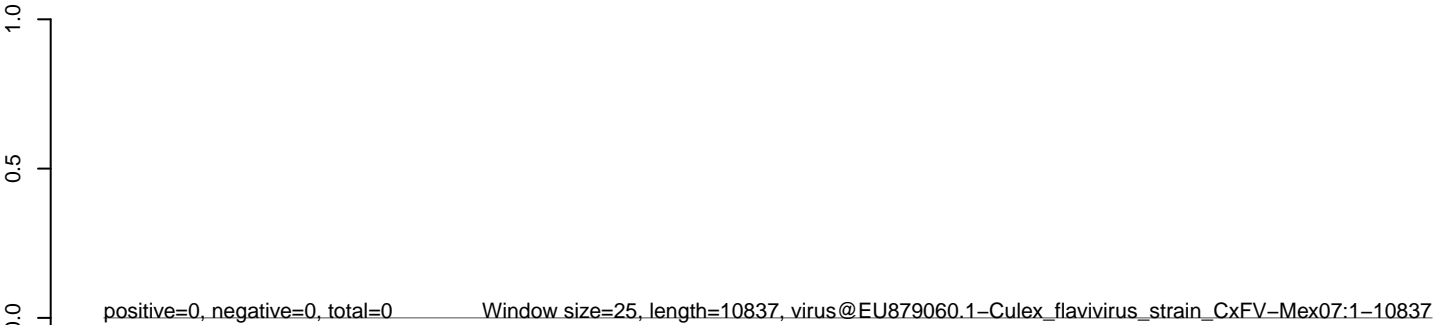 1.0
0.5
0.0
positive=0, negative=0, total=0 Window size=25, length=10837, virus@EU879060.1−Culex_flavivirus_strain_CxFV−Mex07:1−10837